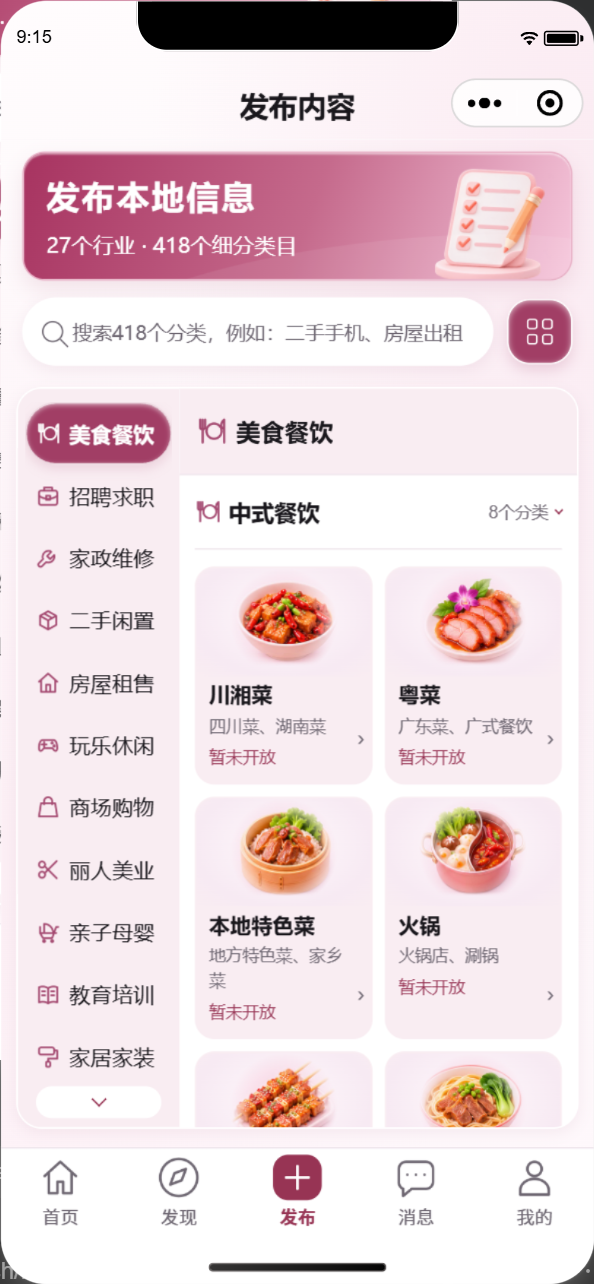 9:15
发布内容
发布本地信息
27个行业 · 418个细分类目
搜索418个分类，例如：二手手机、房屋出租
美食餐饮
招聘求职
家政维修
二手闲置
房屋租售
玩乐休闲
商场购物
丽人美业
亲子母婴
教育培训
家居家装
美食餐饮
中式餐饮
8个分类
川湘菜
四川菜、湖南菜
暂未开放
粤菜
广东菜、广式餐饮
暂未开放
本地特色菜
地方特色菜、家乡
菜
暂未开放
火锅
火锅店、涮锅
暂未开放
首页
发现
发布
消息
我的